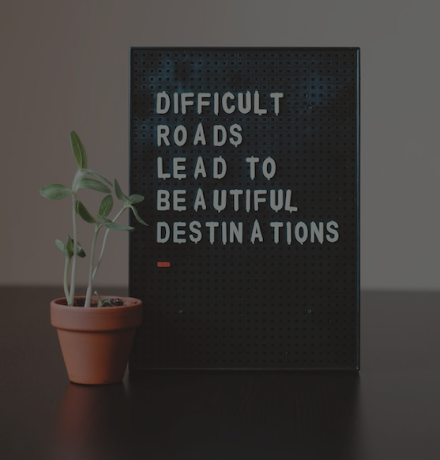 DIFFICULT
ROADS
LEAD TO
BEAUTIFUL
DESTINATIONS